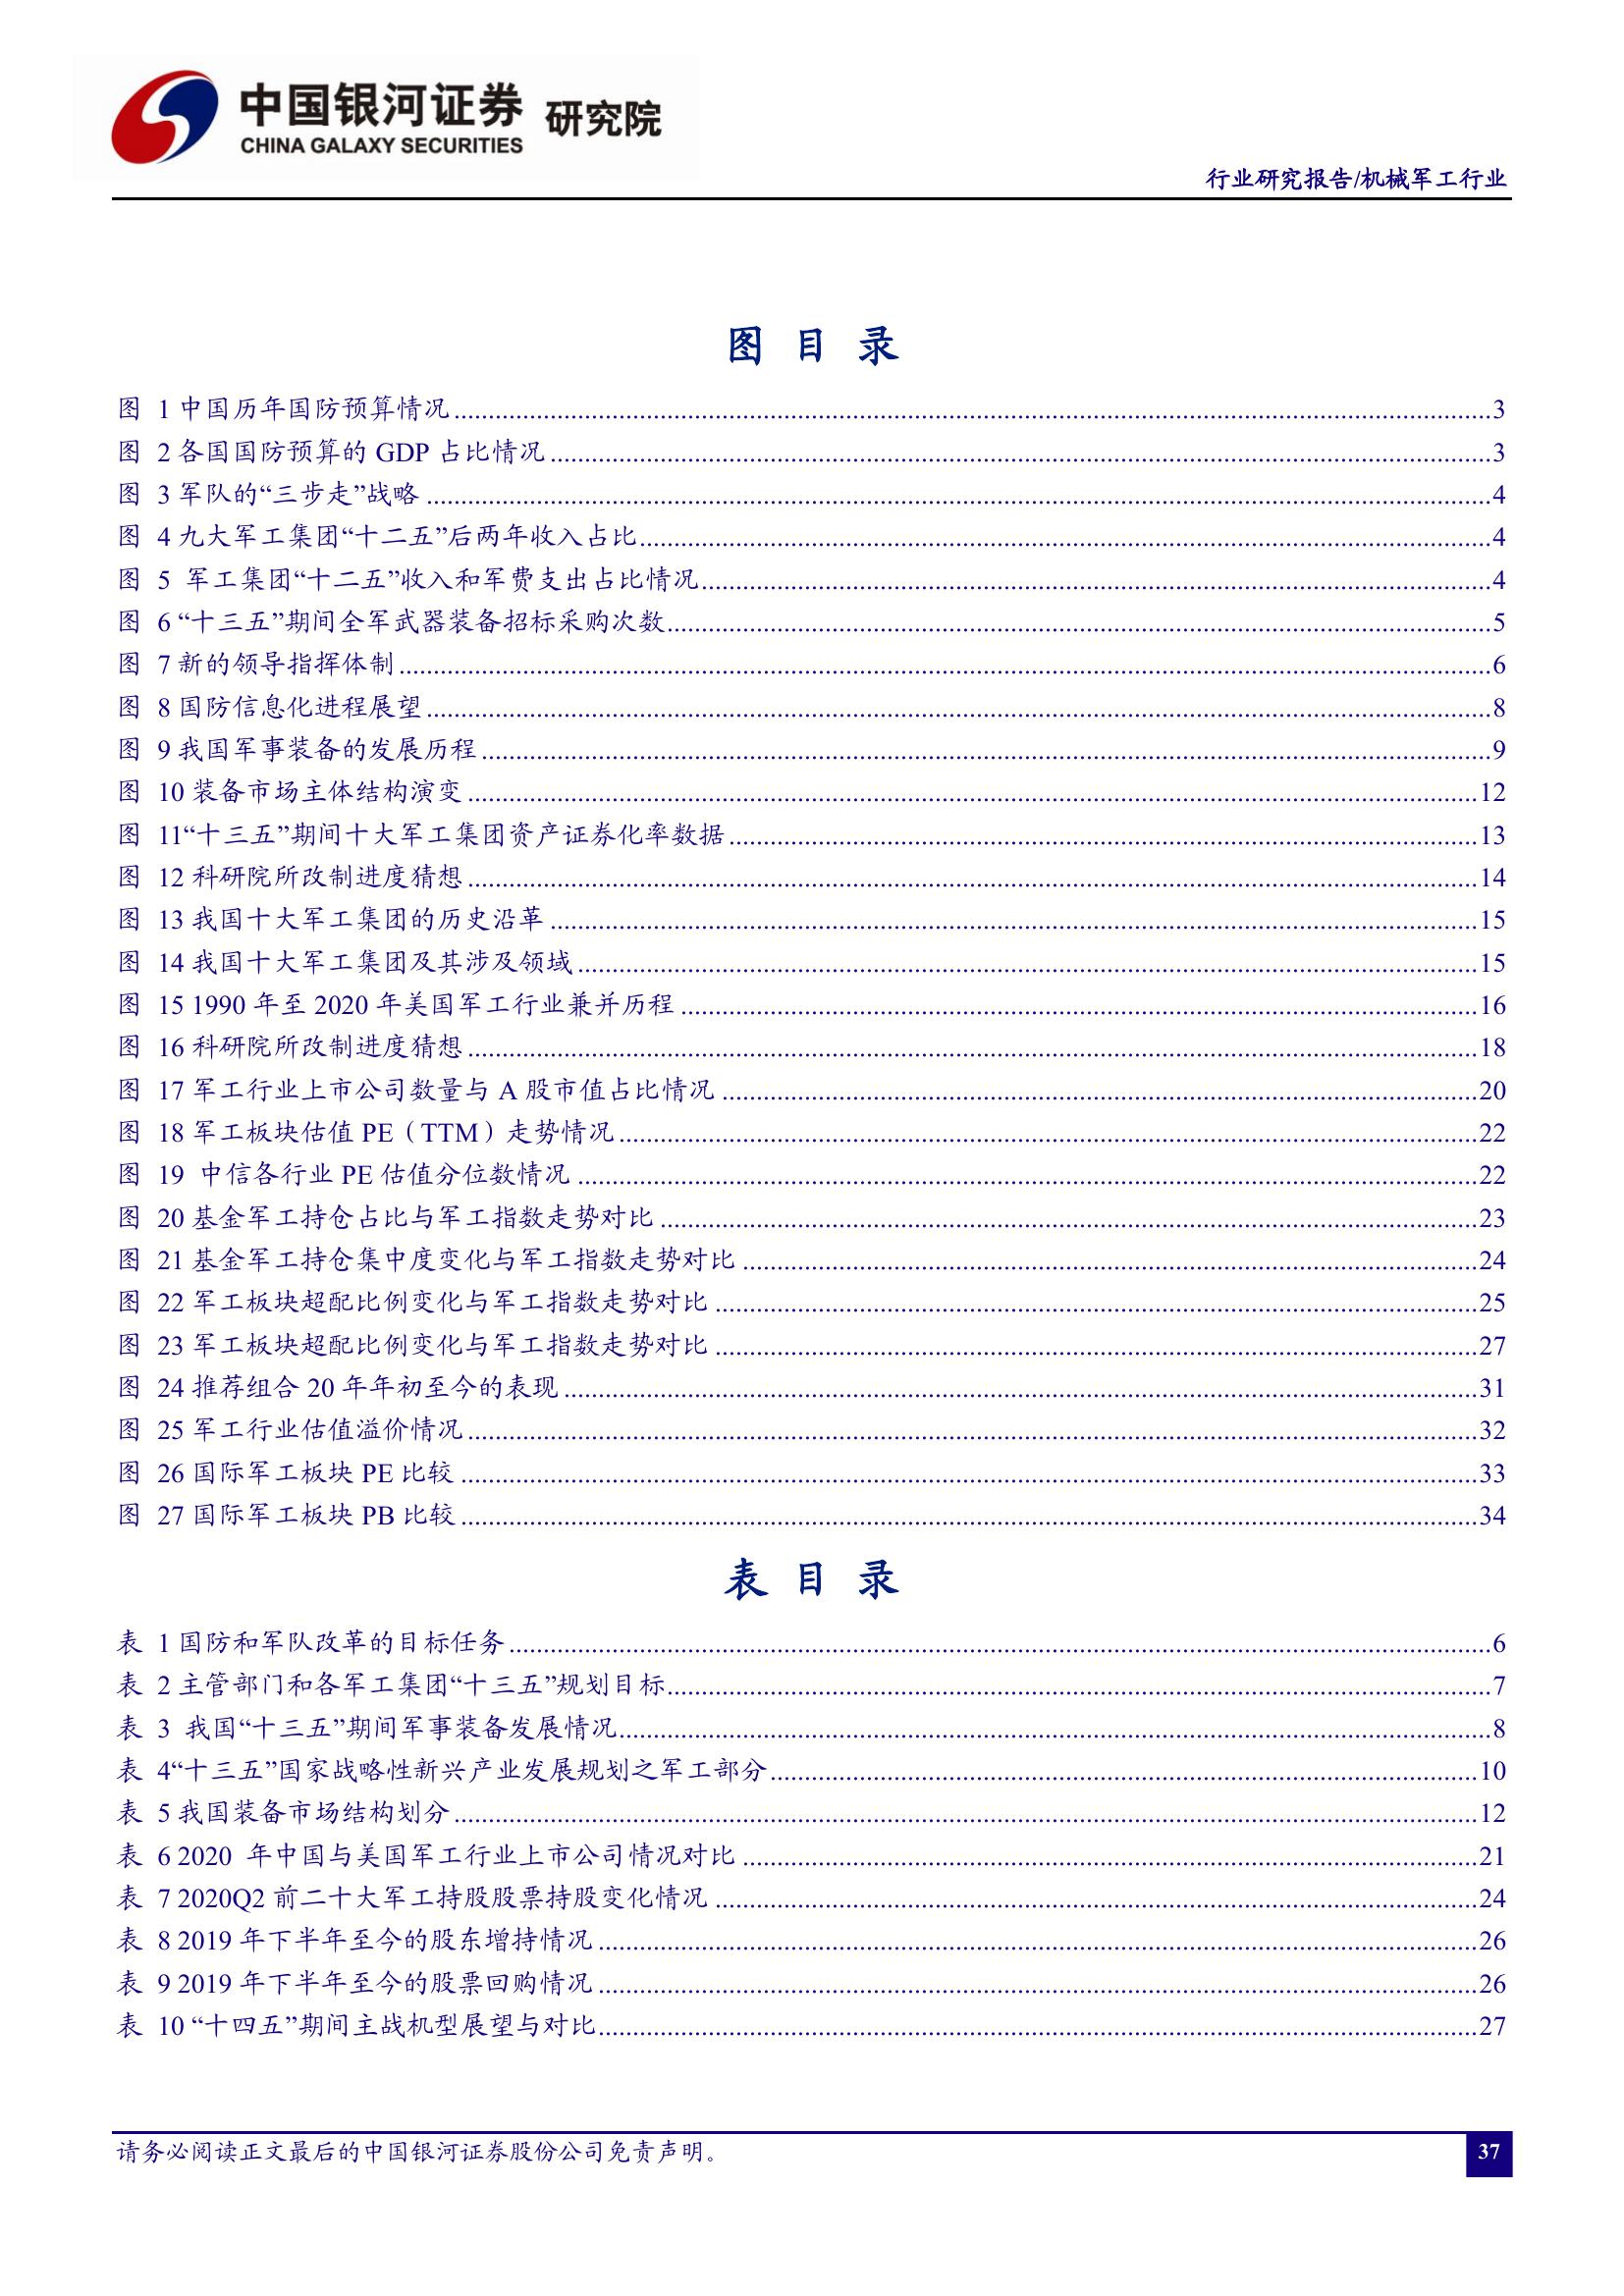 中国银河证券 研究院
CHINA GALAXY SECURITIES
行业研究报告/机械军工行业
图 目 录
图 1 中国历年国防预算情况 3
图 2 各国国防预算的 GDP 占比情况 3
图 3 军队的“三步走”战略 4
图 4 九大军工集团“十二五”后两年收入占比 4
图 5 军工集团“十二五”收入和军费支出占比情况 4
图 6 “十三五”期间全军武器装备招标采购次数 5
图 7 新的领导指挥体制 6
图 8 国防信息化进程展望 8
图 9 我国军事装备的发展历程 9
图 10 装备市场主体结构演变 12
图 11“十三五”期间十大军工集团资产证券化率数据 13
图 12 科研院所改制进度猜想 14
图 13 我国十大军工集团的历史沿革 15
图 14 我国十大军工集团及其涉及领域 15
图 15 1990 年至 2020 年美国军工行业兼并历程 16
图 16 科研院所改制进度猜想 18
图 17 军工行业上市公司数量与 A 股市值占比情况 20
图 18 军工板块估值 PE（TTM）走势情况 22
图 19 中信各行业 PE 估值分位数情况 22
图 20 基金军工持仓占比与军工指数走势对比 23
图 21 基金军工持仓集中度变化与军工指数走势对比 24
图 22 军工板块超配比例变化与军工指数走势对比 25
图 23 军工板块超配比例变化与军工指数走势对比 27
图 24 推荐组合 20 年年初至今的表现 31
图 25 军工行业估值溢价情况 32
图 26 国际军工板块 PE 比较 33
图 27 国际军工板块 PB 比较 34
表 目 录
表 1 国防和军队改革的目标任务 6
表 2 主管部门和各军工集团“十三五”规划目标 7
表 3 我国“十三五”期间军事装备发展情况 8
表 4“十三五”国家战略性新兴产业发展规划之军工部分 10
表 5 我国装备市场结构划分 12
表 6 2020 年中国与美国军工行业上市公司情况对比 21
表 7 2020Q2 前二十大军工持股股票持股变化情况 24
表 8 2019 年下半年至今的股东增持情况 26
表 9 2019 年下半年至今的股票回购情况 26
表 10 “十四五”期间主战机型展望与对比 27
请务必阅读正文最后的中国银河证券股份公司免责声明。
37